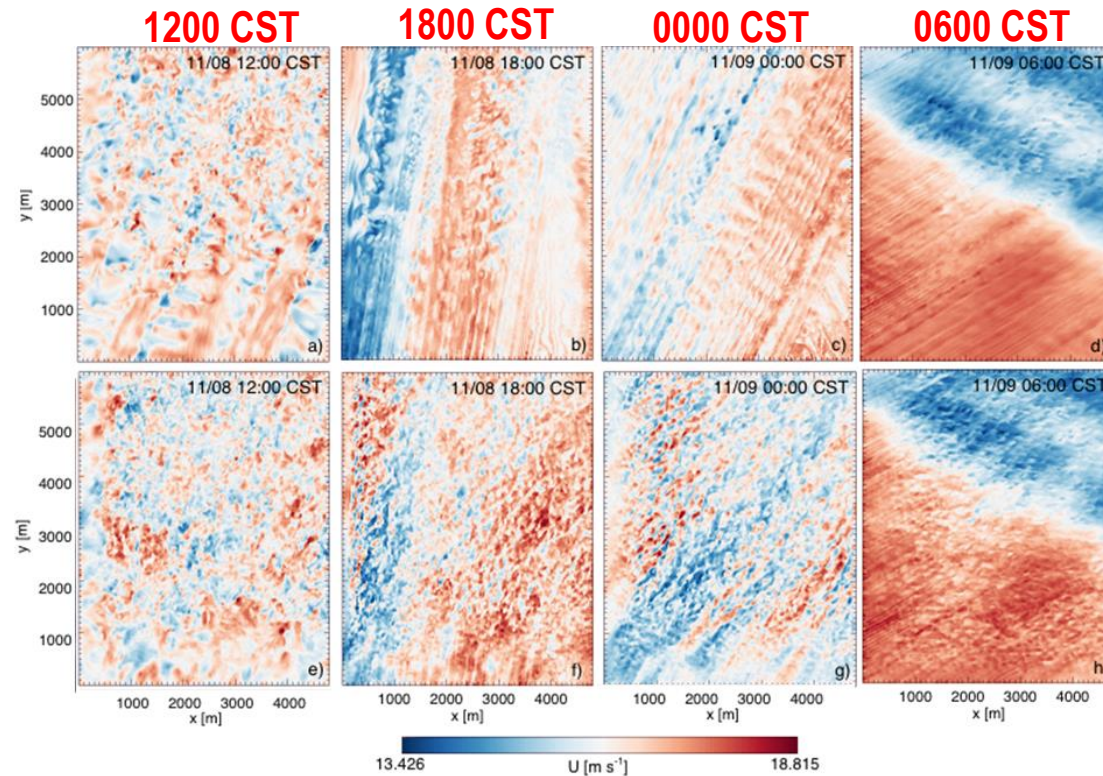 1200 CST 1800 CST 0000 CST 0600 CST
11/08 12:00 CST 11/08 18:00 CST 11/09 00:00 CST 11/09 06:00 CST
5000
4000
y [m]
3000
2000
1000
a) b) c) d)
11/08 12:00 CST 11/08 18:00 CST 11/09 00:00 CST 11/09 06:00 CST
5000
4000
y [m]
3000
2000
1000
e) f) g) h
1000 2000 3000 4000 1000 2000 3000 4000 1000 2000 3000 4000 1000 2000 3000 4000
x [m] x [m] x [m] x [m]
13.426 U [m s⁻¹] 18.815